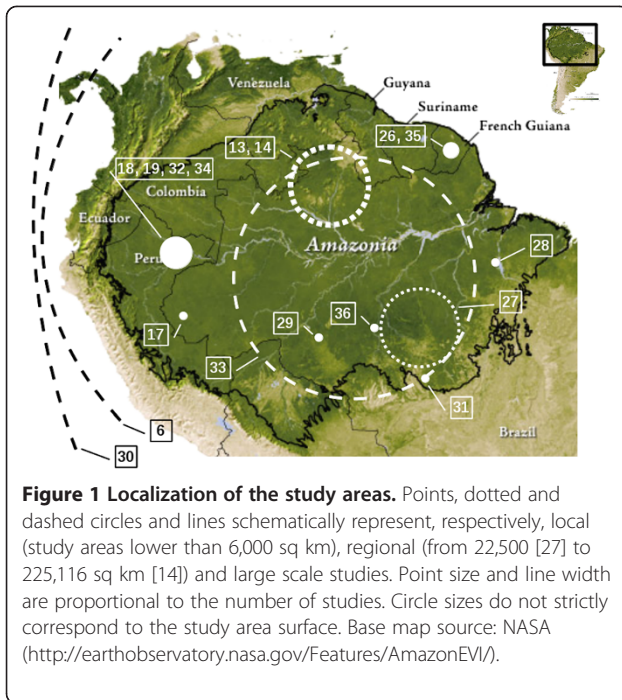 Venezuela
Guyana
Suriname
French Guiana
13, 14
26, 35
18, 19, 32, 34
Colombia
Ecuador
Amazonia
Peru
28
27
17
29
36
33
31
Brazil
6
30
Figure 1 Localization of the study areas. Points, dotted and
dashed circles and lines schematically represent, respectively, local
(study areas lower than 6,000 sq km), regional (from 22,500 [27] to
225,116 sq km [14]) and large scale studies. Point size and line width
are proportional to the number of studies. Circle sizes do not strictly
correspond to the study area surface. Base map source: NASA
(http://earthobservatory.nasa.gov/Features/AmazonEVI/).